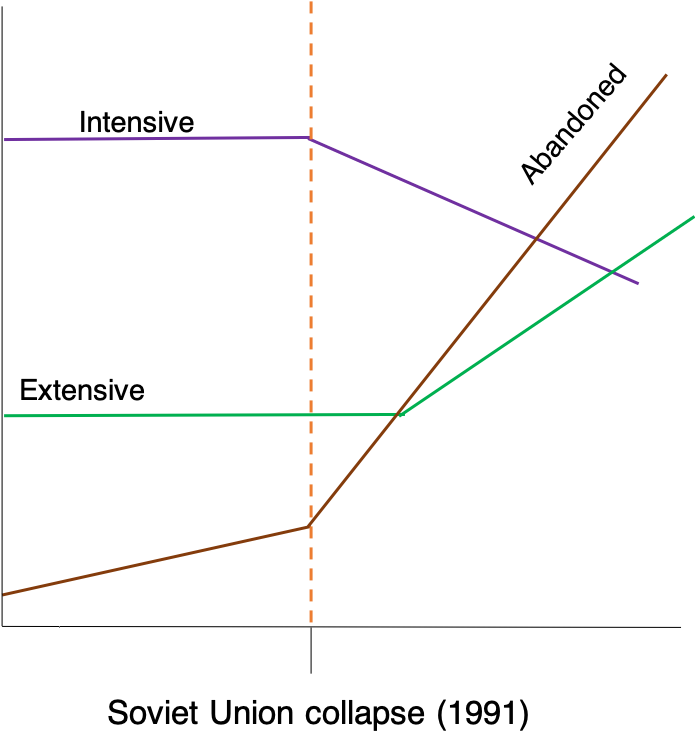 Intensive
Abandoned
Extensive
Soviet Union collapse (1991)